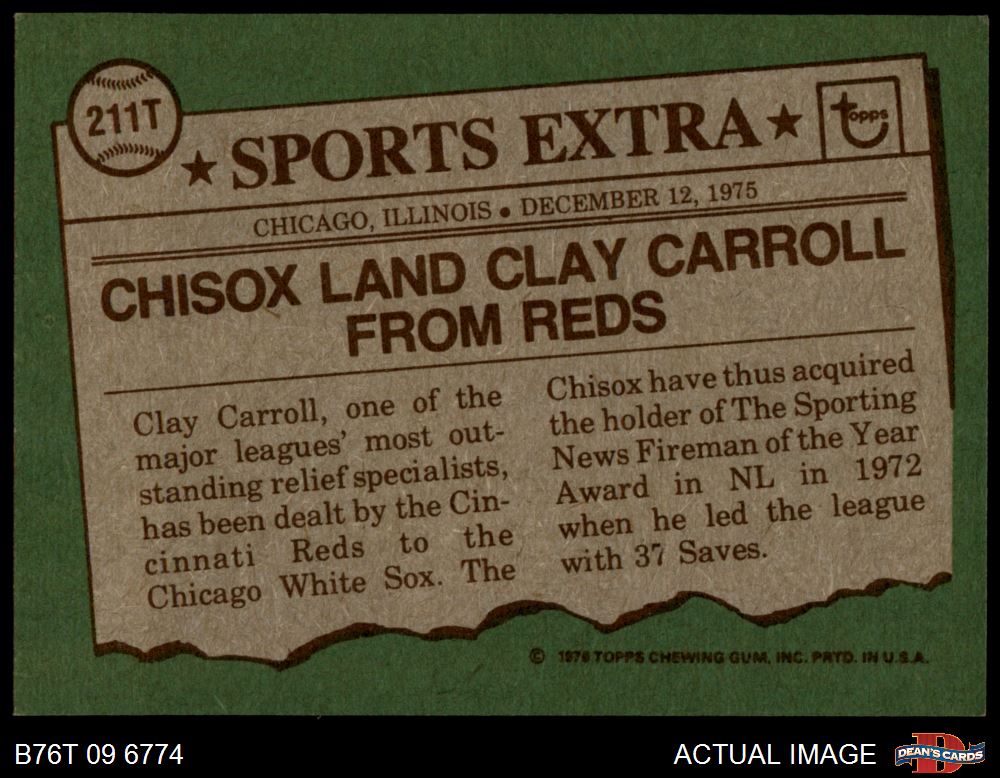 211T
★ SPORTS EXTRA ★
topps
CHICAGO, ILLINOIS • DECEMBER 12, 1975
CHISOX LAND CLAY CARROLL
FROM REDS
Clay Carroll, one of the
major leagues' most out-
standing relief specialists,
has been dealt by the Cin-
cinnati Reds to the
Chicago White Sox. The
Chisox have thus acquired
the holder of The Sporting
News Fireman of the Year
Award in NL in 1972
when he led the league
with 37 Saves.
© 1976 TOPPS CHEWING GUM, INC. PRTD. IN U.S.A.
B76T 09 6774
ACTUAL IMAGE
D
DEAN'S CARDS